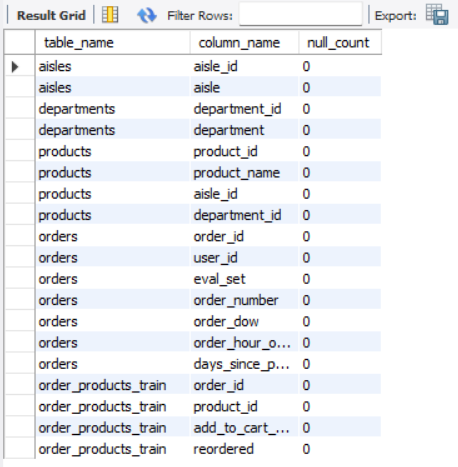 Result Grid Filter Rows: Export:
table_name column_name null_count
aisles aisle_id 0
aisles aisle 0
departments department_id 0
departments department 0
products product_id 0
products product_name 0
products aisle_id 0
products department_id 0
orders order_id 0
orders user_id 0
orders eval_set 0
orders order_number 0
orders order_dow 0
orders order_hour_o... 0
orders days_since_p... 0
order_products_train order_id 0
order_products_train product_id 0
order_products_train add_to_cart_... 0
order_products_train reordered 0